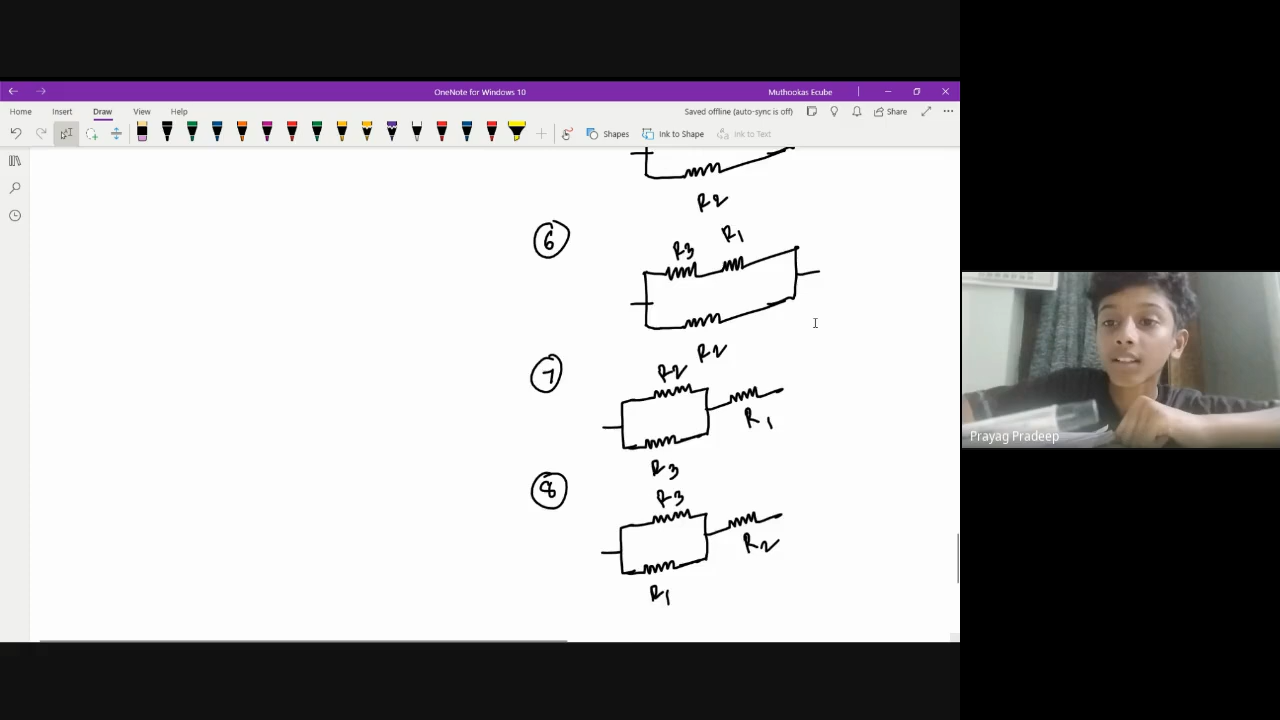 OneNote for Windows 10
Muthookas Ecube
Home Insert Draw View Help
Saved offline (auto-sync is off)
Share
Shapes
Ink to Shape
Ink to Text
R2
6
R3 R1
R2
7
R2
R1
R3
8
R3
R2
R1
Prayag Pradeep